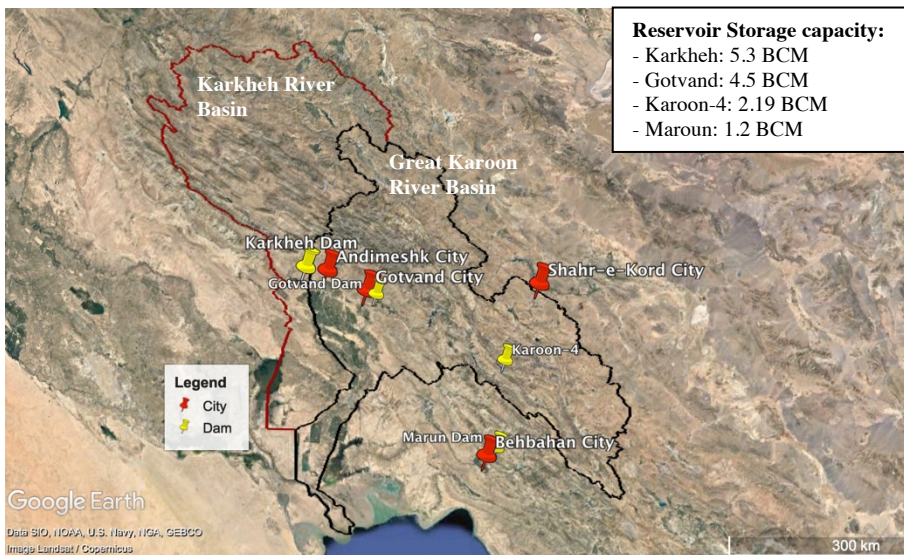 Reservoir Storage capacity:
- Karkheh: 5.3 BCM
- Gotvand: 4.5 BCM
- Karoon-4: 2.19 BCM
- Maroun: 1.2 BCM
Karkheh River
Basin
Great Karoon
River Basin
Karkheh Dam
Andimeshk City
Gotvand Dam
Gotvand City
Shahr-e-Kord City
Karoon-4
Legend
City
Dam
Marun Dam
Behbahan City
Google Earth
Data SIO, NOAA, U.S. Navy, NGA, GEBCO
Image Landsat / Copernicus
300 km